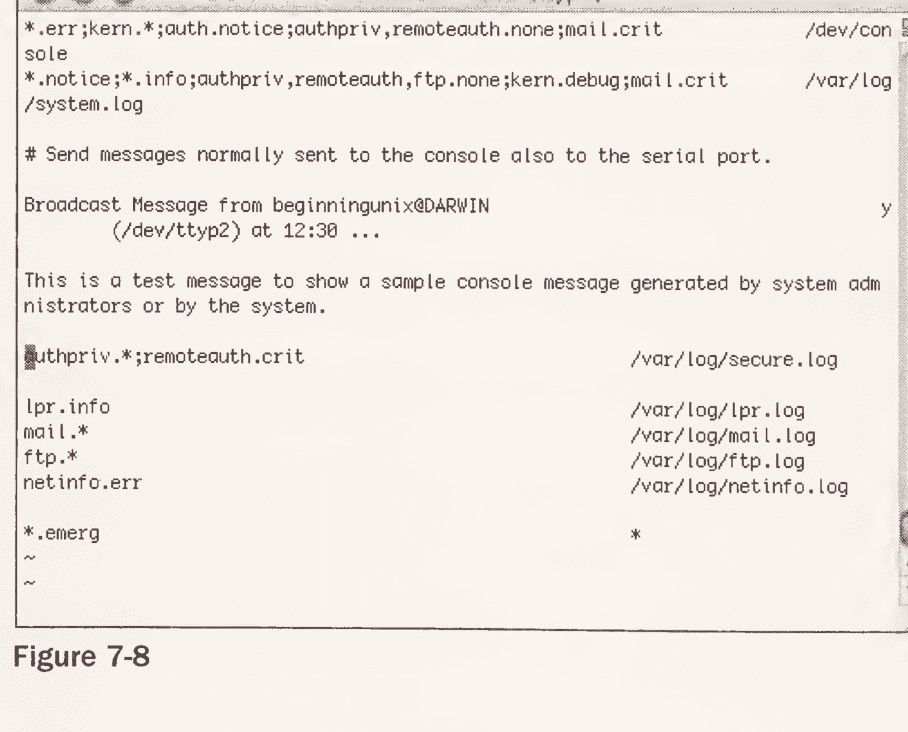 *.err;kern.*;auth.notice;authpriv,remoteauth.none;mail.crit /dev/con
sole
*.notice;*.info;authpriv,remoteauth,ftp.none;kern.debug;mail.crit /var/log
/system.log
# Send messages normally sent to the console also to the serial port.
Broadcast Message from beginningunix@DARWIN y
(/dev/ttyp2) at 12:30 ...
This is a test message to show a sample console message generated by system adm
nistrators or by the system.
authpriv.*;remoteauth.crit /var/log/secure.log
lpr.info /var/log/lpr.log
mail.* /var/log/mail.log
ftp.* /var/log/ftp.log
netinfo.err /var/log/netinfo.log
*.emerg *
~
~
Figure 7-8